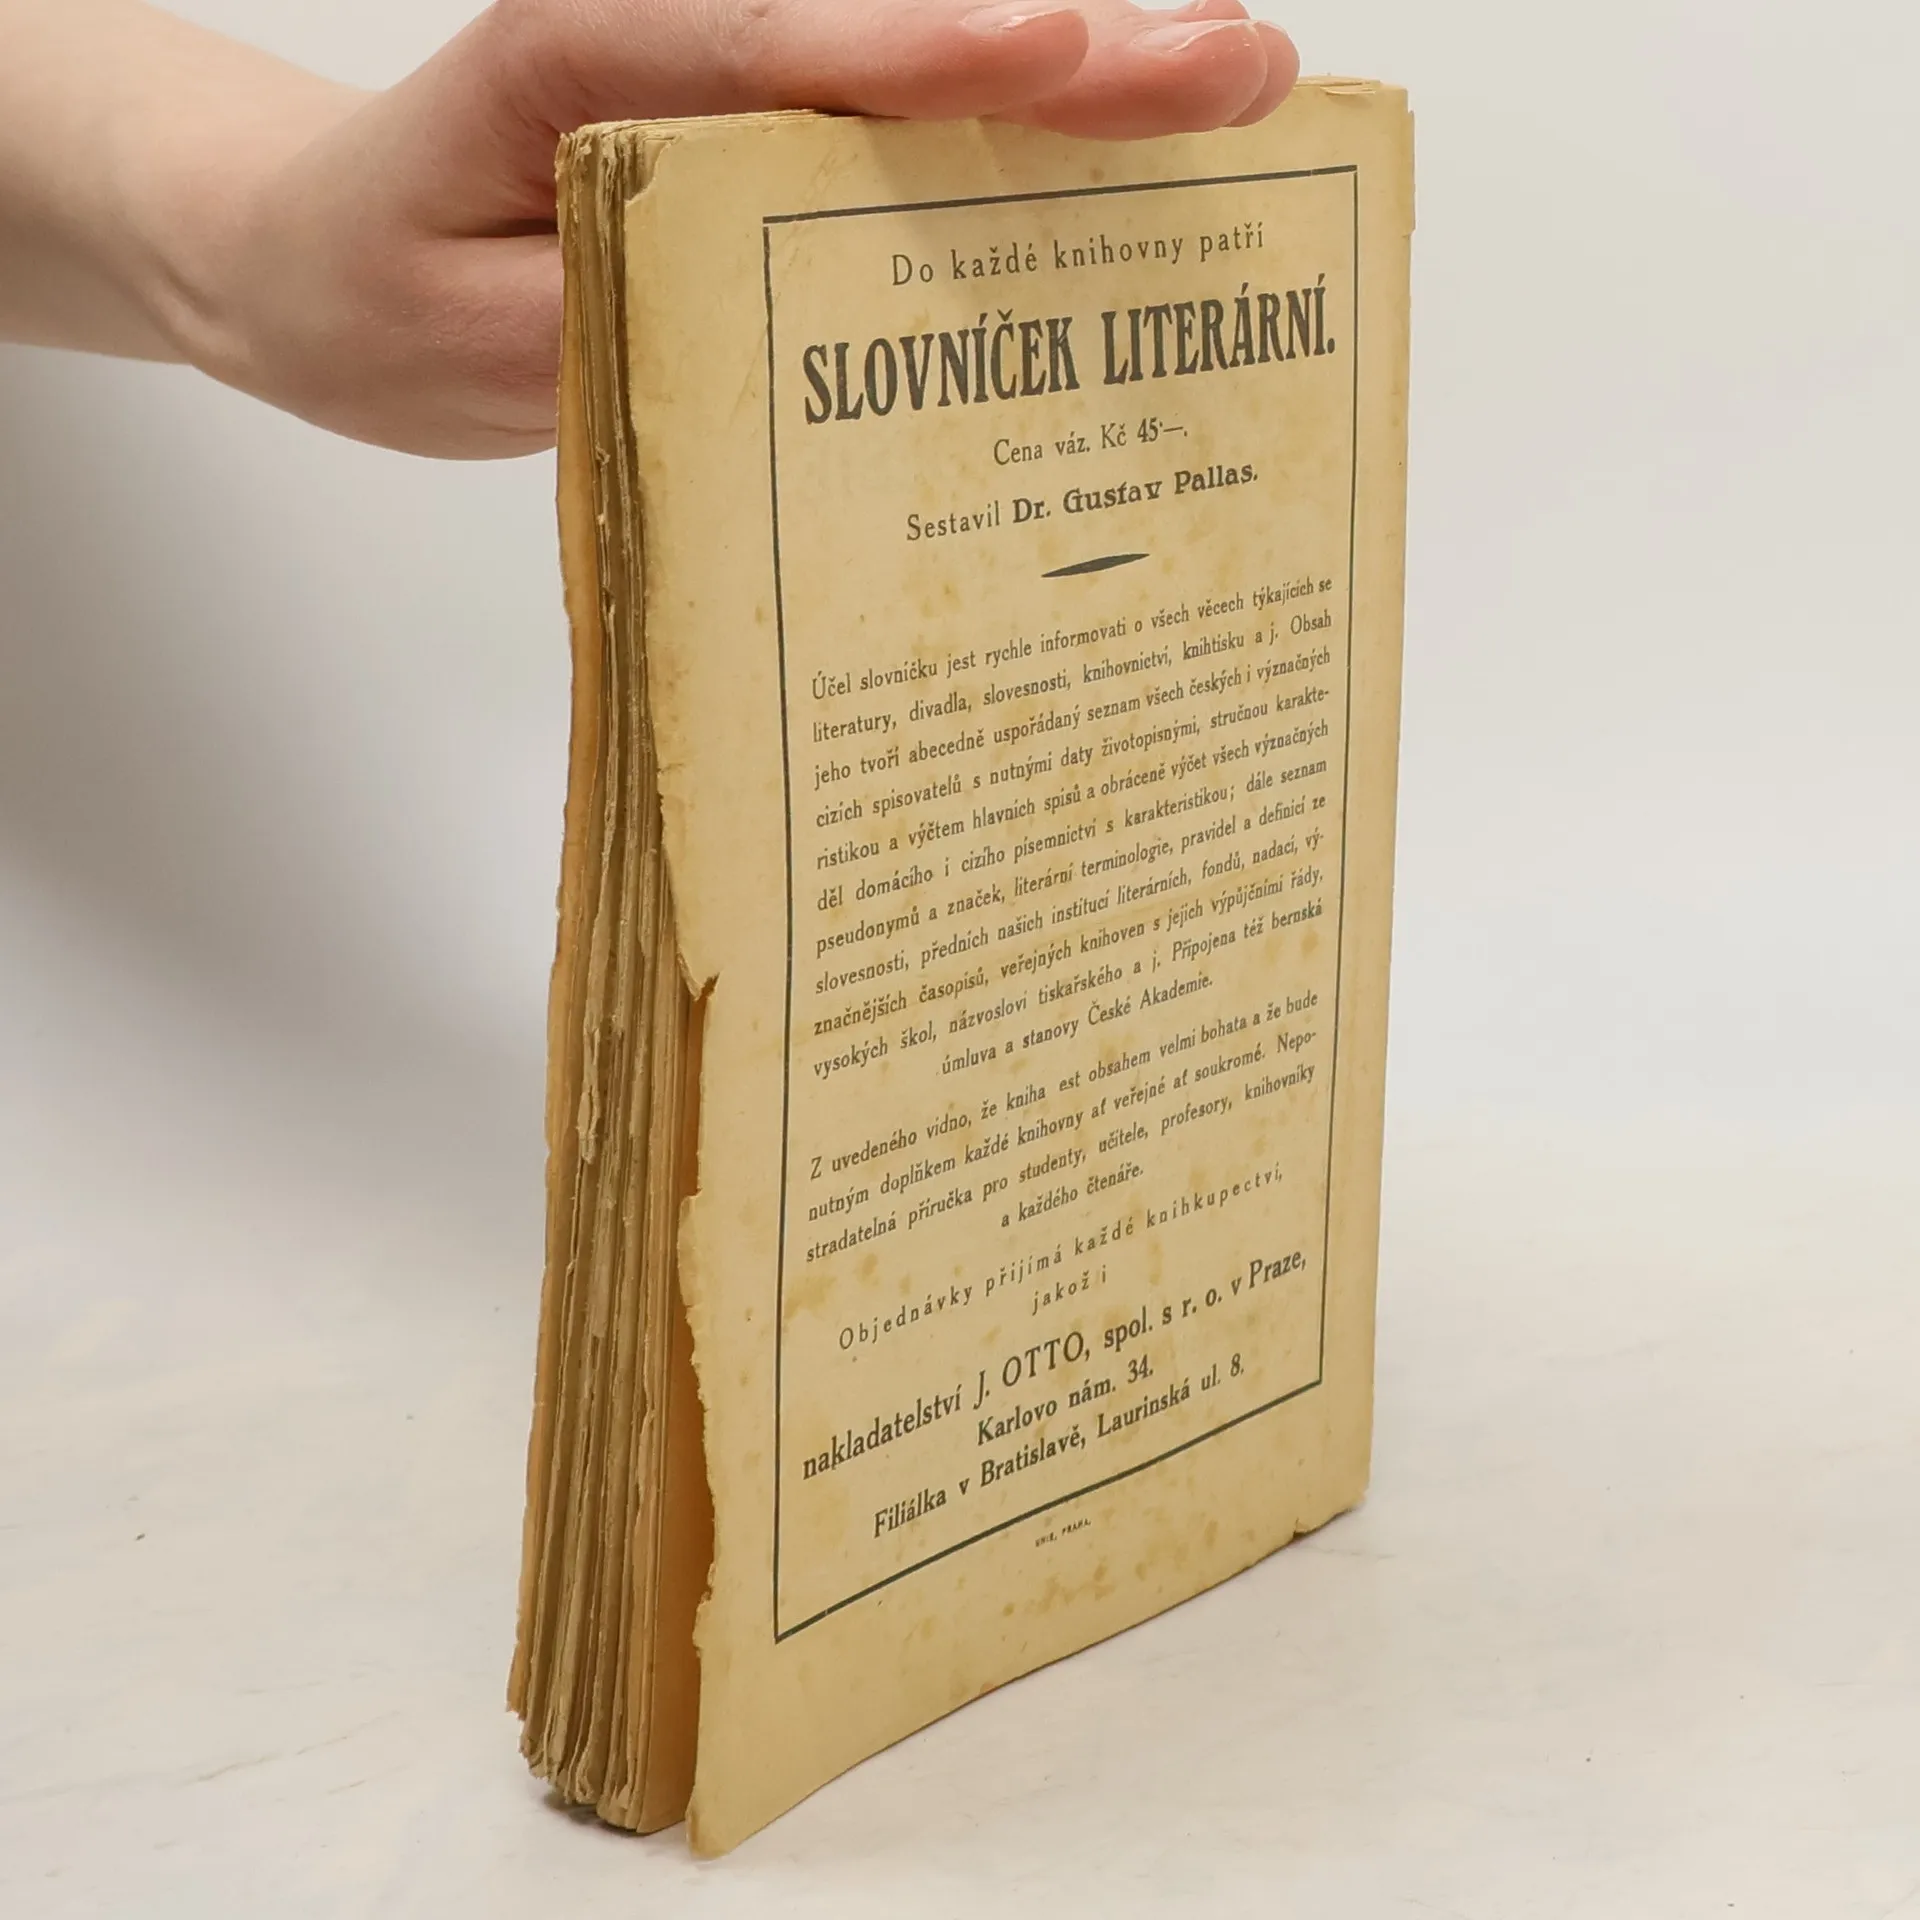 Do každé knihovny patří
SLOVNÍČEK LITERÁRNÍ.
Cena váz. Kč 45·—.
Sestavil Dr. Gustav Pallas.
Účel slovníčku jest rychle informovati o všech věcech týkajících se
literatury, divadla, slovesnosti, knihovnictví, knihtisku a j. Obsah
jeho tvoří abecedně uspořádaný seznam všech českých i význačných
cizích spisovatelů s nutnými daty životopisnými, stručnou karakte-
ristikou a výčtem hlavních spisů a obráceně výčet všech význačných
děl domácího i cizího písemnictví s karakteristikou; dále seznam
pseudonymů a značek, literární terminologie, pravidel a definicí ze
slovesnosti, předních našich institucí literárních, fondů, nadací, vý-
značnějších časopisů, veřejných knihoven s jejich výpůjčními řády,
vysokých škol, názvosloví tiskařského a j. Připojena též bernská
úmluva a stanovy České Akademie.
Z uvedeného vidno, že kniha est obsahem velmi bohata a že bude
nutným doplňkem každé knihovny ať veřejné ať soukromé. Nepo-
stradatelná příručka pro studenty, učitele, profesory, knihovníky
a každého čtenáře.
Objednávky přijímá každé knihkupectví,
jakož i
nakladatelství J. OTTO, spol. s r. o. v Praze,
Karlovo nám. 34.
Filiálka v Bratislavě, Laurinská ul. 8.
UNIE, PRAHA.